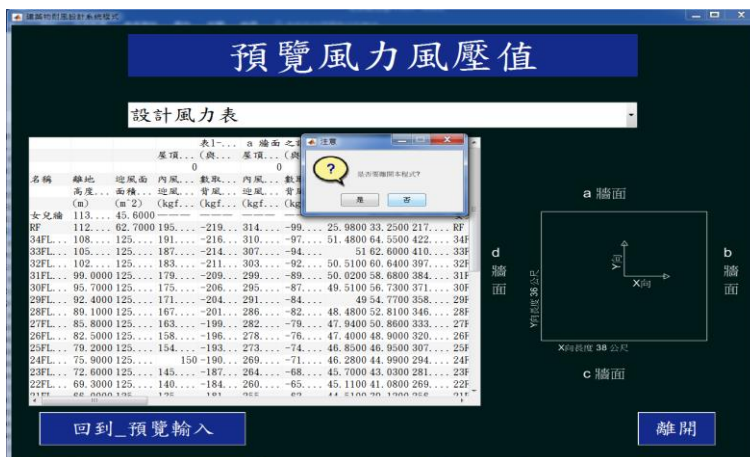 建築物耐風設計系統程式
預覽風力風壓值
設計風力表
表1-... a 牆面之設
屋頂... (與... 屋頂... (與
0 0
名稱 離地 迎風面 內風... 數取... 內風... 數取
高度... 面積... 迎風... 背風... 迎風... 背風
(m) (m^2) (kgf... (kgf... (kgf... (kgf
女兒牆 113.... 45.6000
RF 112.... 62.7000 195.... -219... 314... -99... 25.9800 33.2500 217... RF
34FL... 108.... 125.... 191... -216... 310... -97... 51.4800 64.5500 422... 34F
33FL... 105.... 125.... 187... -214... 307... -94... 51 62.6000 410... 33F
32FL... 102.... 125.... 183... -211... 303... -92... 50.5100 60.6400 397... 32F
31FL... 99.0000 125.... 179... -209... 299... -89... 50.0200 58.6800 384... 31F
30FL... 95.7000 125.... 175... -206... 295... -87... 49.5100 56.7300 371... 30F
29FL... 92.4000 125.... 171... -204... 291... -84... 49 54.7700 358... 29F
28FL... 89.1000 125.... 167... -201... 286... -82... 48.4800 52.8100 346... 28F
27FL... 85.8000 125.... 163... -199... 282... -79... 47.9400 50.8600 333... 27F
26FL... 82.5000 125.... 158... -196... 278... -76... 47.4000 48.9000 320... 26F
25FL... 79.2000 125.... 154... -193... 273... -74... 46.8500 46.9500 307... 25F
24FL... 75.9000 125.... 150 -190... 269... -71... 46.2800 44.9900 294... 24F
23FL... 72.6000 125.... 145... -187... 264... -68... 45.7000 43.0300 281... 23F
22FL... 69.3000 125.... 140... -184... 260... -65... 45.1100 41.0800 269... 22F
注意
是否要離開本程式?
是 否
a 牆面
d 牆面
b 牆面
Y向
X向
Y向長度 36 公尺
X向長度 38 公尺
c 牆面
回到_預覽輸入
離開